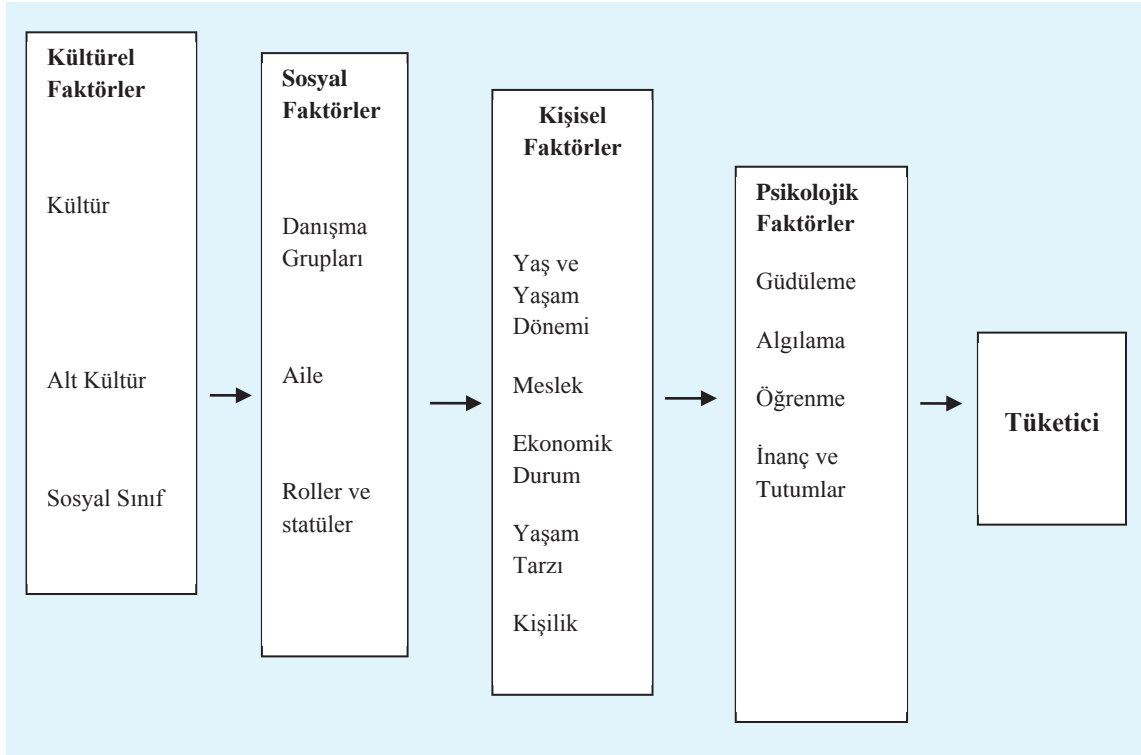 Kültürel
Faktörler
Kültür
Alt Kültür
Sosyal Sınıf
Sosyal
Faktörler
Danışma
Grupları
Aile
Roller ve
statüler
Kişisel
Faktörler
Yaş ve
Yaşam
Dönemi
Meslek
Ekonomik
Durum
Yaşam
Tarzı
Kişilik
Psikolojik
Faktörler
Güdüleme
Algılama
Öğrenme
İnanç ve
Tutumlar
Tüketici